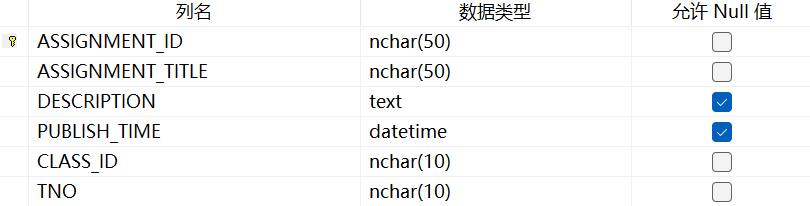 列名 数据类型 允许 Null 值
ASSIGNMENT_ID nchar(50)
ASSIGNMENT_TITLE nchar(50)
DESCRIPTION text
PUBLISH_TIME datetime
CLASS_ID nchar(10)
TNO nchar(10)